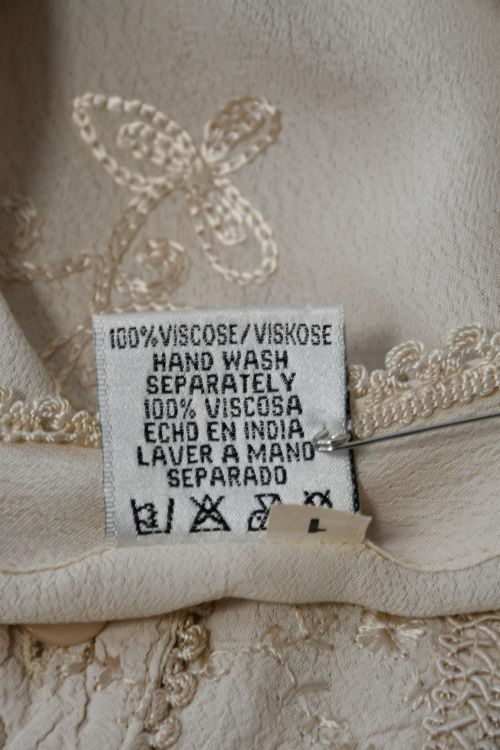 100% VISCOSE/VISKOSE
HAND WASH
SEPARATELY
100% VISCOSA
ECHO EN INDIA
LAVER A MANO
SEPARADO
L